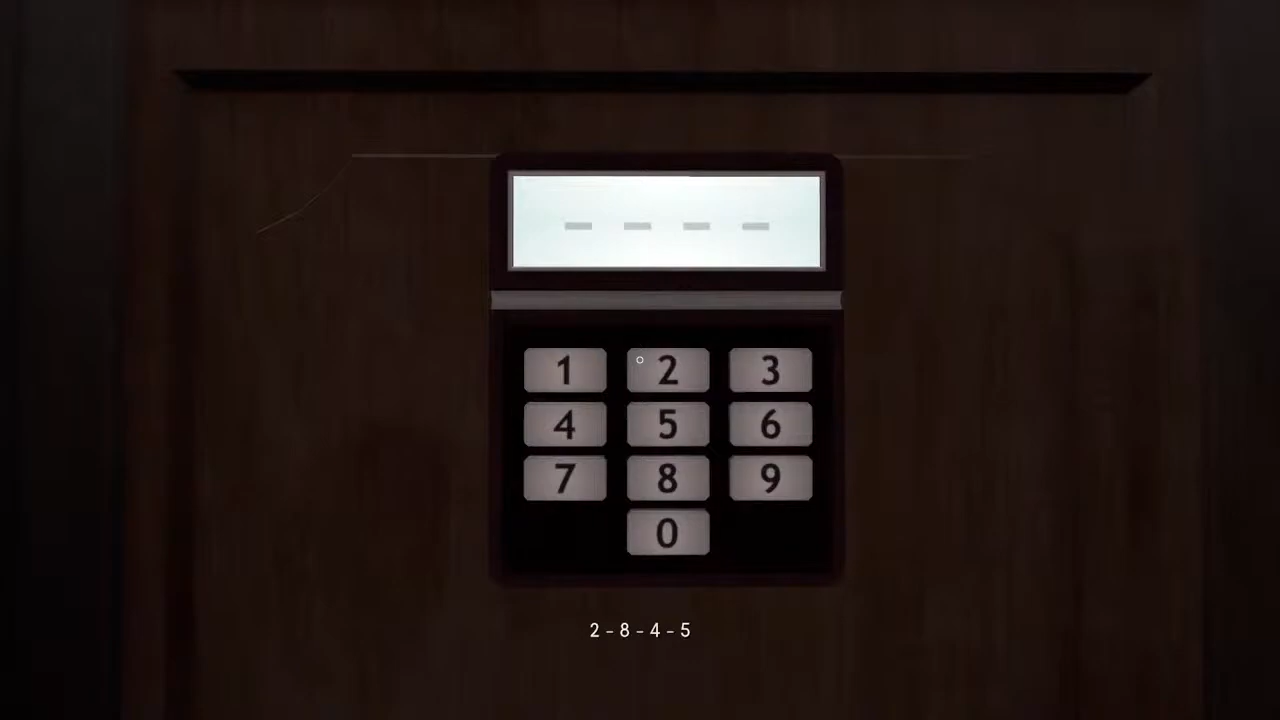 - - - -
1 2 3
4 5 6
7 8 9
0
2 - 8 - 4 - 5